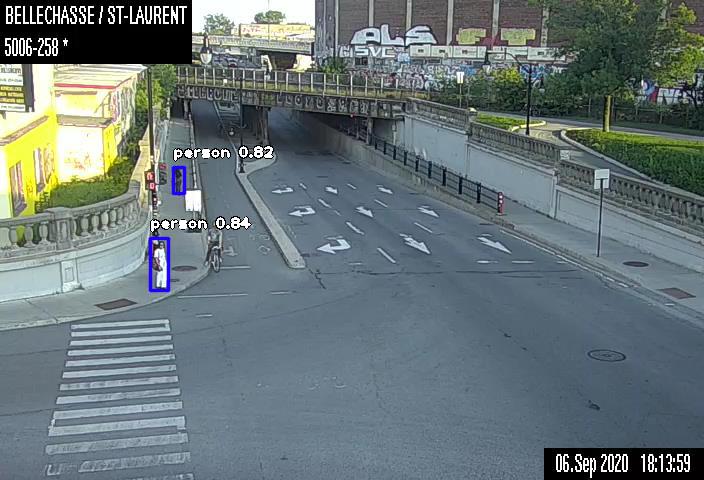 BELLECHASSE / ST-LAURENT
5006-258 *
person 0.82
person 0.84
06.Sep 2020 18:13:59